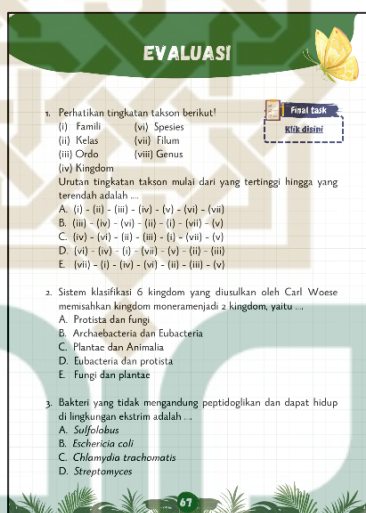 EVALUASI
Final task
Klik disini
1. Perhatikan tingkatan takson berikut!
(i) Famili (vi) Spesies
(ii) Kelas (vii) Filum
(iii) Ordo (viii) Genus
(iv) Kingdom
Urutan tingkatan takson mulai dari yang tertinggi hingga yang
terendah adalah ....
A. (i) - (ii) - (iii) - (iv) - (v) - (vi) - (vii)
B. (iii) - (iv) - (vi) - (ii) - (i) - (vii) - (v)
C. (iv) - (vi) - (ii) - (iii) - (i) - (vii) - (v)
D. (vi) - (iv) - (i) - (vii) - (v) - (ii) - (iii)
E. (vii) - (i) - (iv) - (vi) - (ii) - (iii) - (v)
2. Sistem klasifikasi 6 kingdom yang diusulkan oleh Carl Woese
memisahkan kingdom moneramenjadi 2 kingdom, yaitu ....
A. Protista dan fungi
B. Archaebacteria dan Eubacteria
C. Plantae dan Animalia
D. Eubacteria dan protista
E. Fungi dan plantae
3. Bakteri yang tidak mengandung peptidoglikan dan dapat hidup
di lingkungan ekstrim adalah ....
A. Sulfolobus
B. Eschericia coli
C. Chlamydia trachomatis
D. Streptomyces
67